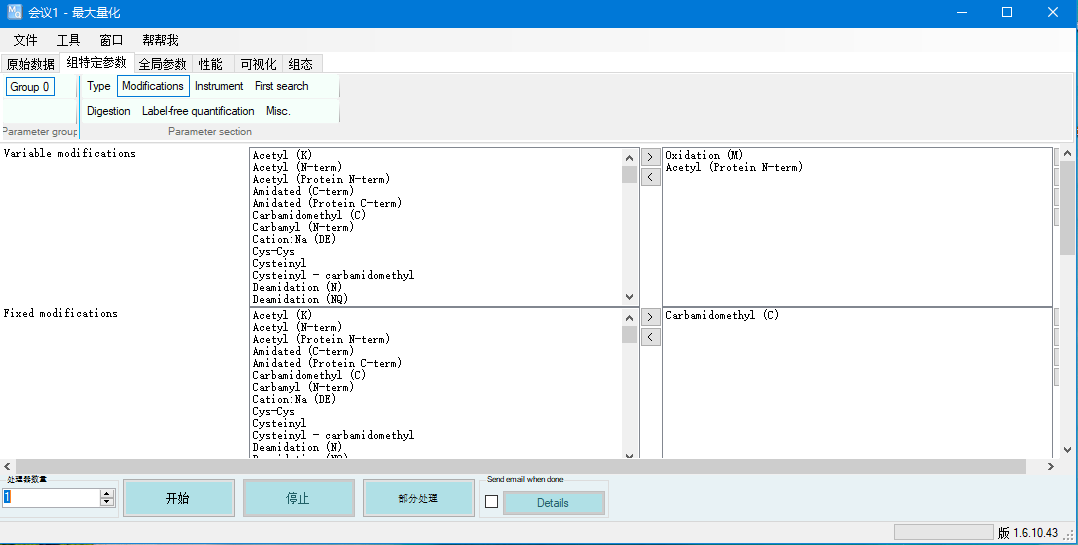 会议1 - 最大量化
文件 工具 窗口 帮帮我
原始数据 组特定参数 全局参数 性能 可视化 组态
Group 0 Type Modifications Instrument First search
Digestion Label-free quantification Misc.
Parameter group Parameter section
Variable modifications
Acetyl (K)
Acetyl (N-term)
Acetyl (Protein N-term)
Amidated (C-term)
Amidated (Protein C-term)
Carbamidomethyl (C)
Carbamyl (N-term)
Cation:Na (DE)
Cys-Cys
Cysteinyl
Cysteinyl - carbamidomethyl
Deamidation (N)
Deamidation (NQ)
>
<
Oxidation (M)
Acetyl (Protein N-term)
Fixed modifications
Acetyl (K)
Acetyl (N-term)
Acetyl (Protein N-term)
Amidated (C-term)
Amidated (Protein C-term)
Carbamidomethyl (C)
Carbamyl (N-term)
Cation:Na (DE)
Cys-Cys
Cysteinyl
Cysteinyl - carbamidomethyl
Deamidation (N)
Deamidation (NQ)
>
<
Carbamidomethyl (C)
处理器数量
1
开始 停止 部分处理
Send email when done
Details
版 1.6.10.43